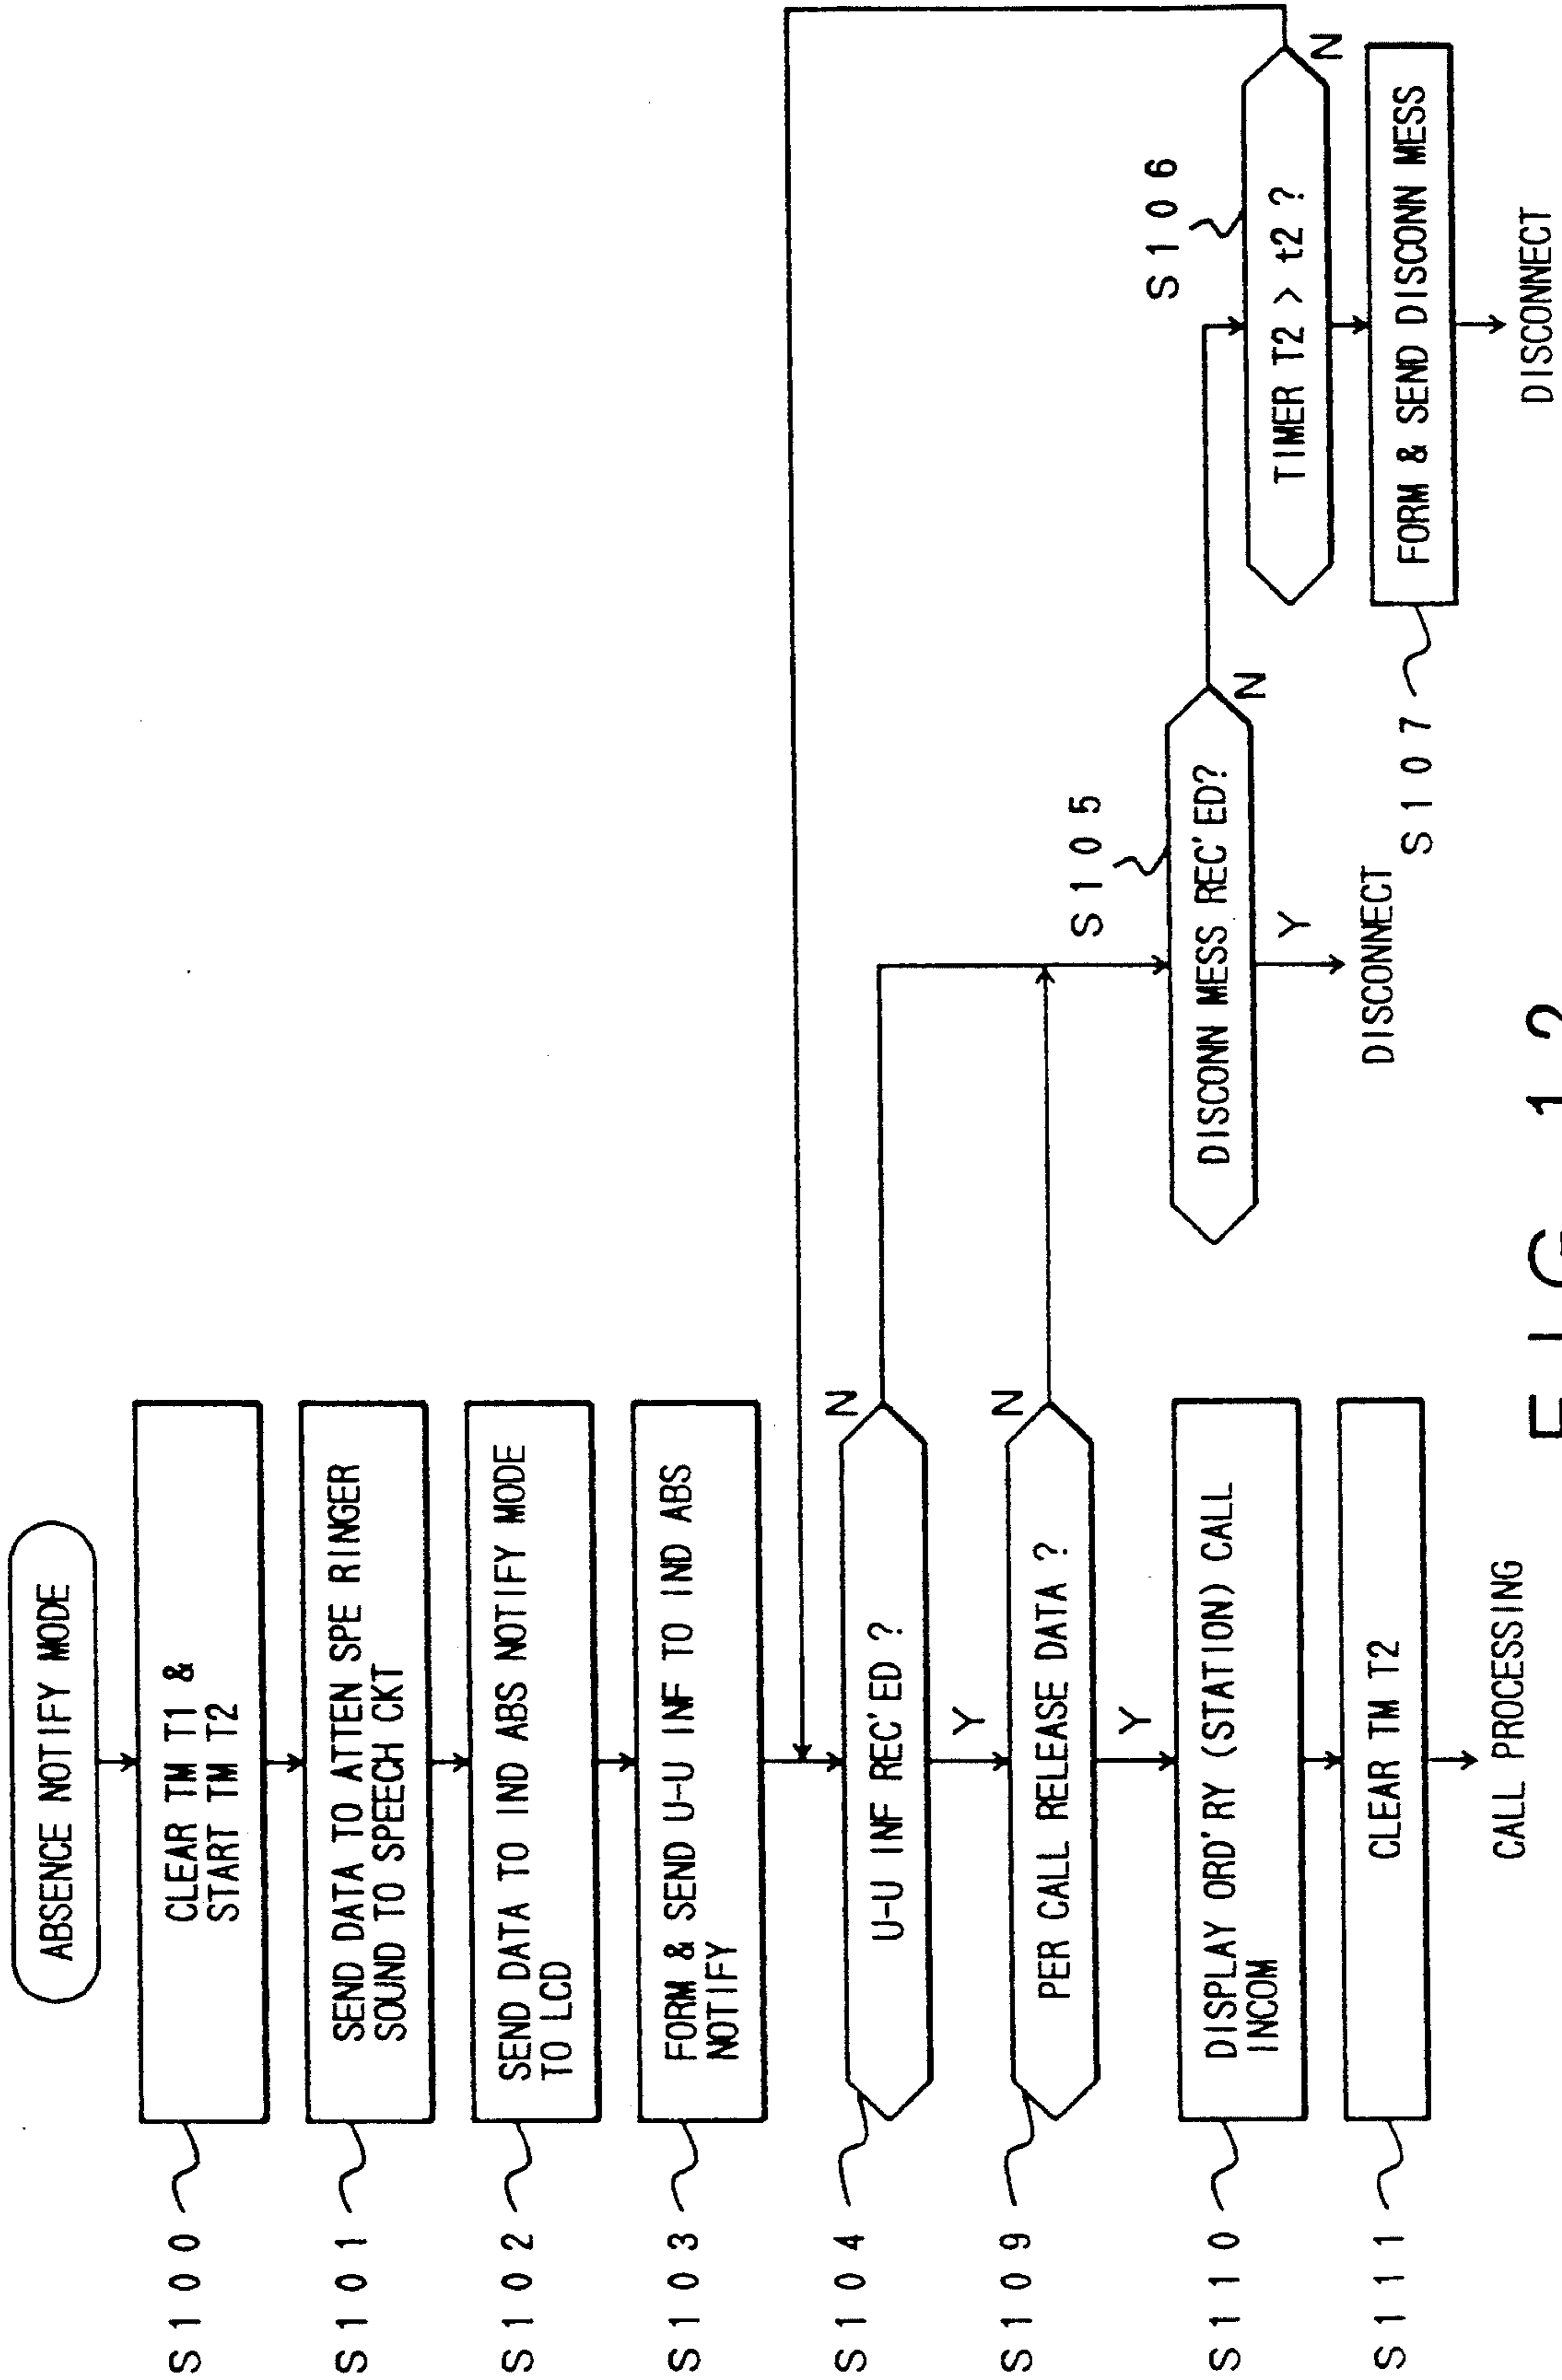 ABSENCE NOTIFY MODE
S100
CLEAR TM T1 &
START TM T2
S101
SEND DATA TO ATTEN SPE RINGER
SOUND TO SPEECH CKT
S102
SEND DATA TO IND ABS NOTIFY MODE
TO LCD
S103
FORM & SEND U-U INF TO IND ABS
NOTIFY
S104
U-U INF REC'ED ?
N
Y
S109
PER CALL RELEASE DATA ?
N
Y
S110
DISPLAY ORD'RY (STATION) CALL
INCOM
S111
CLEAR TM T2
CALL PROCESSING
S105
DISCONN MESS REC'ED?
N
Y
DISCONNECT
S106
TIMER T2 > t2 ?
N
S107
FORM & SEND DISCONN MESS
DISCONNECT
FIG. 12